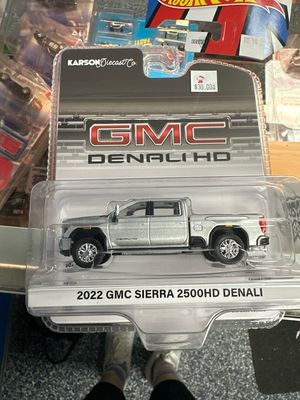 KARSON Diecast Co.
$30.00
GMC
DENALI HD
2022 GMC SIERRA 2500HD DENALI